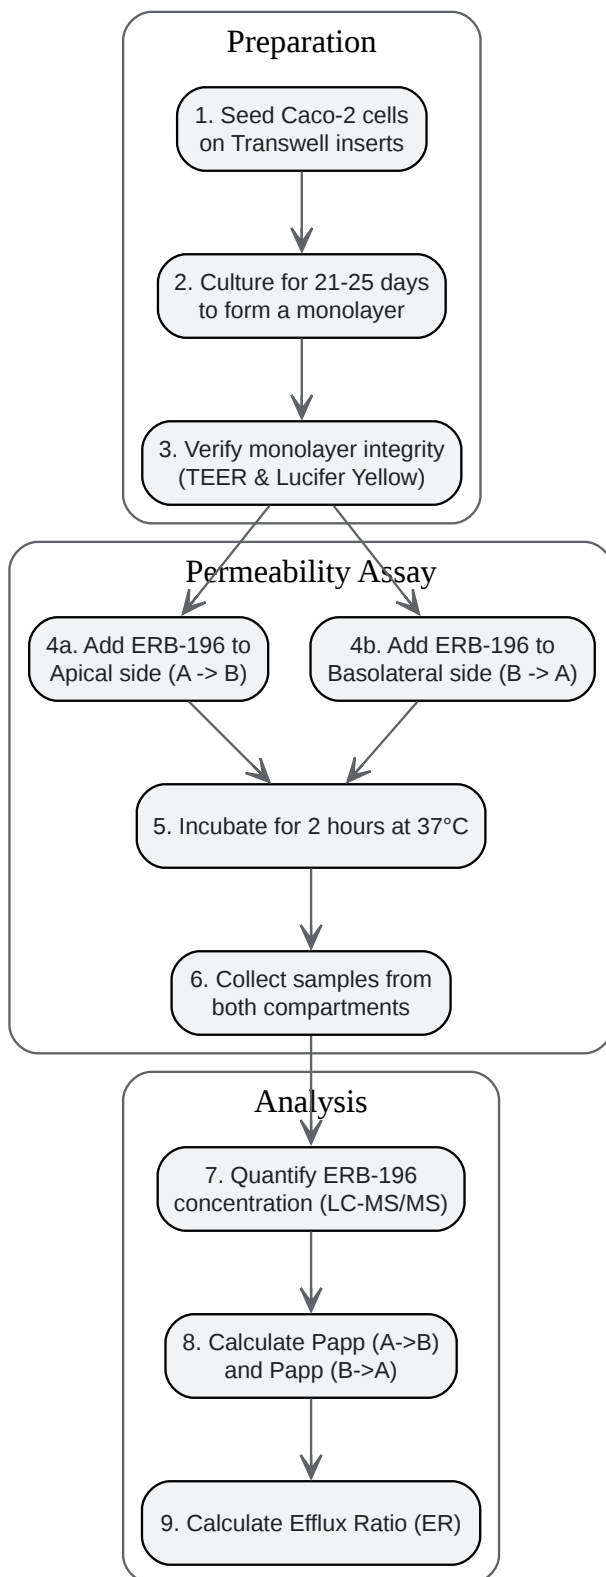 Preparation
1. Seed Caco-2 cells
on Transwell inserts
2. Culture for 21-25 days
to form a monolayer
3. Verify monolayer integrity
(TEER & Lucifer Yellow)
Permeability Assay
4a. Add ERB-196 to
Apical side (A -> B)
4b. Add ERB-196 to
Basolateral side (B -> A)
5. Incubate for 2 hours at 37°C
6. Collect samples from
both compartments
Analysis
7. Quantify ERB-196
concentration (LC-MS/MS)
8. Calculate Papp (A->B)
and Papp (B->A)
9. Calculate Efflux Ratio (ER)